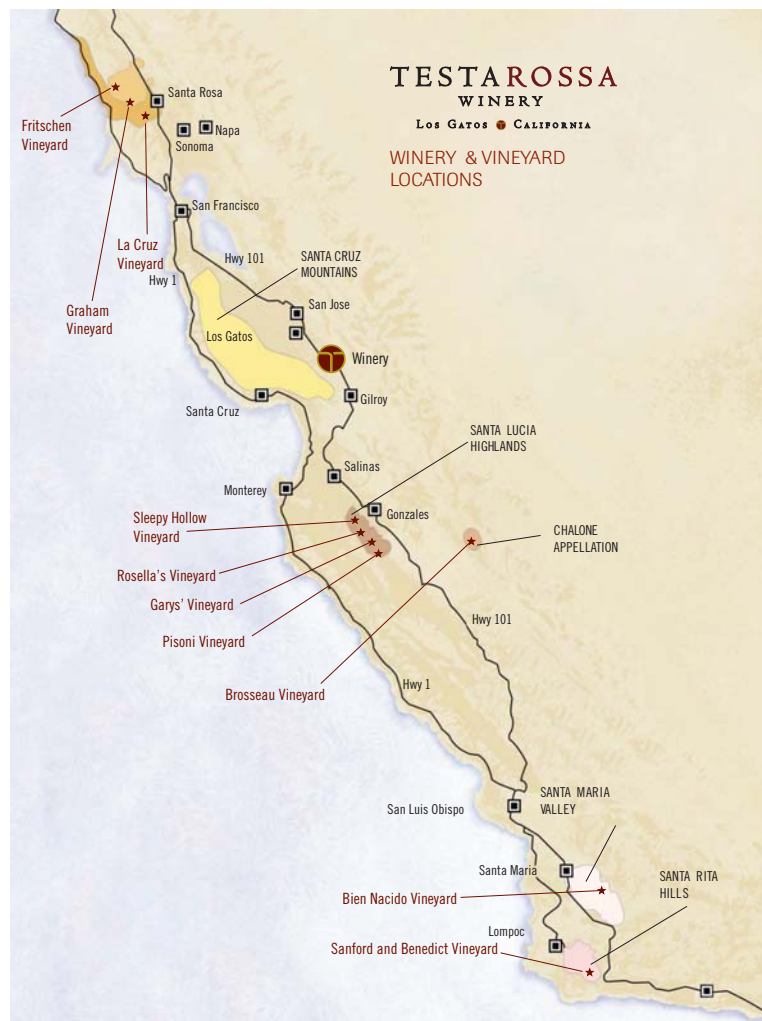 TESTAROSSA
WINERY
Los Gatos California
WINERY & VINEYARD
LOCATIONS
Santa Rosa
Napa
Sonoma
Fritschen
Vineyard
San Francisco
La Cruz
Vineyard
Hwy 101
SANTA CRUZ
MOUNTAINS
Hwy 1
San Jose
Graham
Vineyard
Los Gatos
Winery
Gilroy
Santa Cruz
SANTA LUCIA
HIGHLANDS
Salinas
Monterey
Gonzales
Sleepy Hollow
Vineyard
CHALONE
APPELLATION
Rosella's Vineyard
Garys' Vineyard
Hwy 101
Pisoni Vineyard
Hwy 1
Brosseau Vineyard
SANTA MARIA
VALLEY
San Luis Obispo
Santa Maria
SANTA RITA
HILLS
Bien Nacido Vineyard
Lompoc
Sanford and Benedict Vineyard